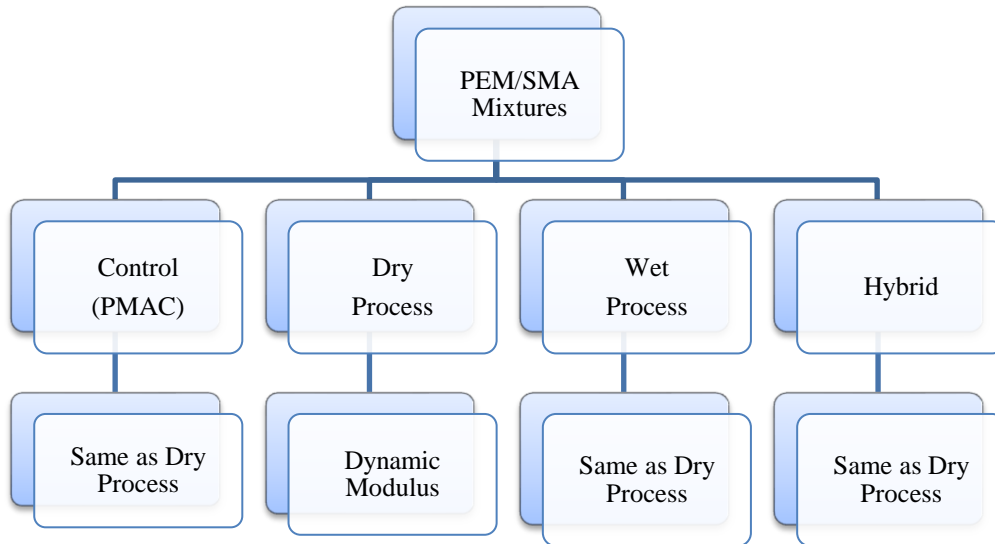 PEM/SMA
Mixtures
Control
(PMAC)
Dry
Process
Wet
Process
Hybrid
Same as Dry
Process
Dynamic
Modulus
Same as Dry
Process
Same as Dry
Process